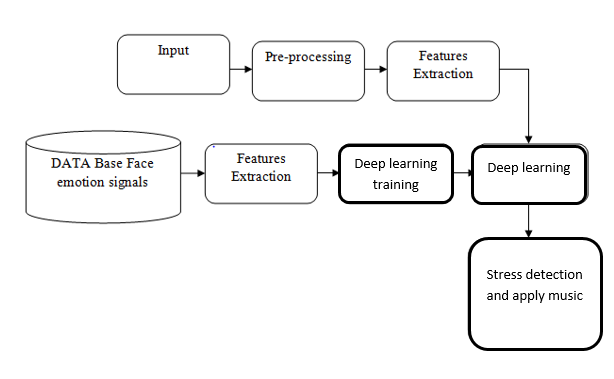 Input
Pre-processing
Features
Extraction
DATA Base Face
emotion signals
Features
Extraction
Deep learning
training
Deep learning
Stress detection
and apply music